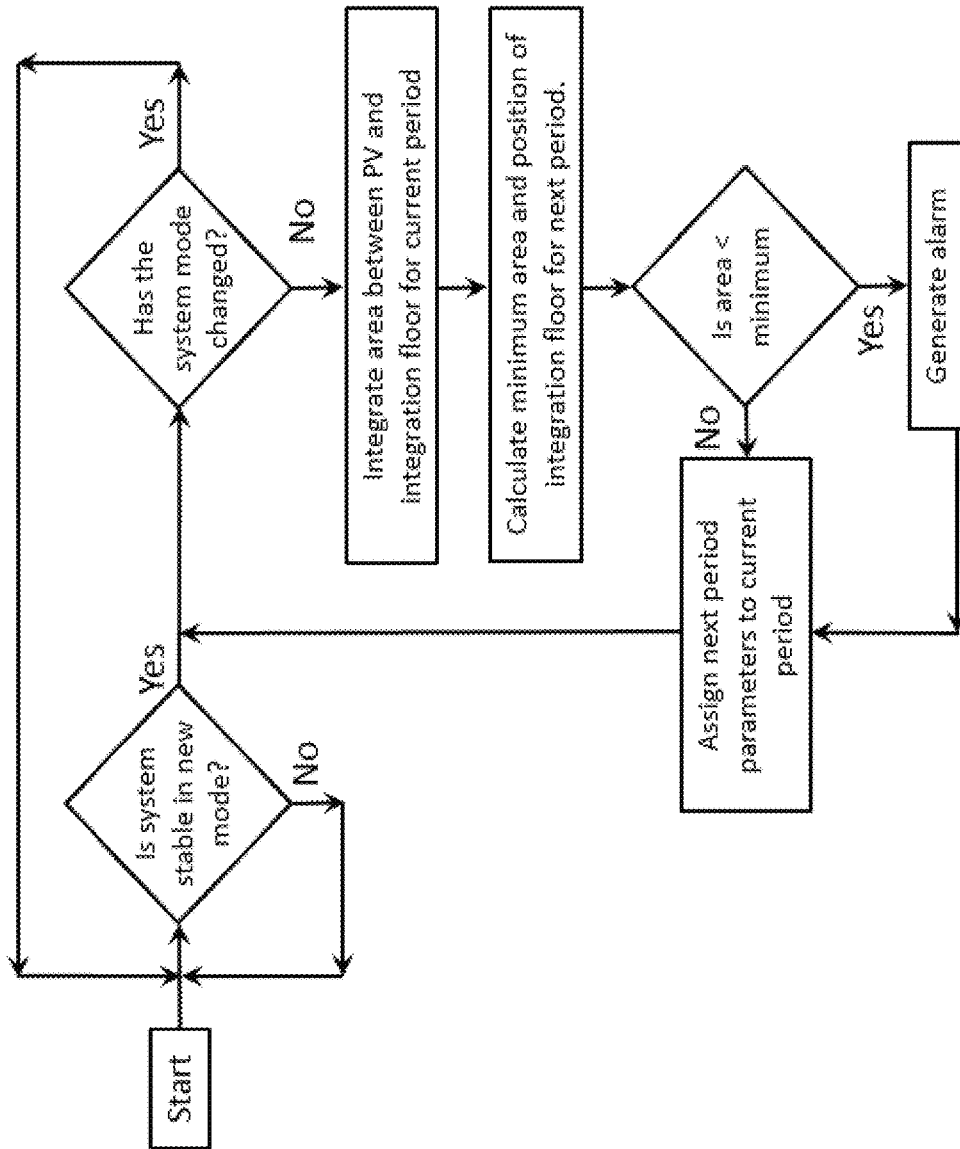 Start
Is system
stable in new
mode?
Yes
No
Has the
system mode
changed?
Yes
No
Integrate area between PV and
integration floor for current period
Calculate minimum area and position of
integration floor for next period.
Is area <
minimum
No
Yes
Assign next period
parameters to current
period
Generate alarm